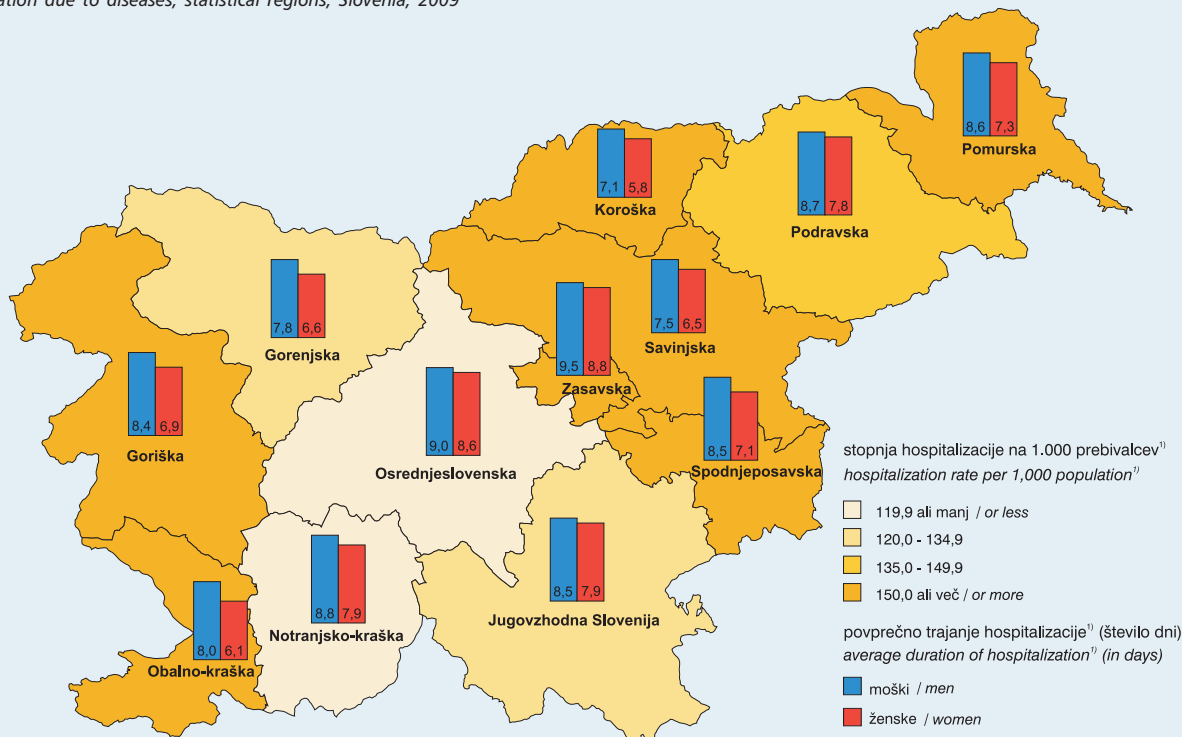 due to diseases, statistical regions, Slovenia, 2009
8,6 7,3
Pomurska
7,1 5,8
Koroška
8,7 7,8
Podravska
7,8 6,6
Gorenjska
7,5 6,5
Savinjska
9,5 8,8
Zasavska
8,4 6,9
Goriška
9,0 8,6
Osrednjeslovenska
8,5 7,1
Spodnjeposavska
8,8 7,9
Notranjsko-kraška
8,5 7,9
Jugovzhodna Slovenija
8,0 6,1
Obalno-kraška
stopnja hospitalizacije na 1.000 prebivalcev¹⁾
hospitalization rate per 1,000 population¹⁾
119,9 ali manj / or less
120,0 - 134,9
135,0 - 149,9
150,0 ali več / or more
povprečno trajanje hospitalizacije¹⁾ (število dni)
average duration of hospitalization¹⁾ (in days)
moški / men
ženske / women